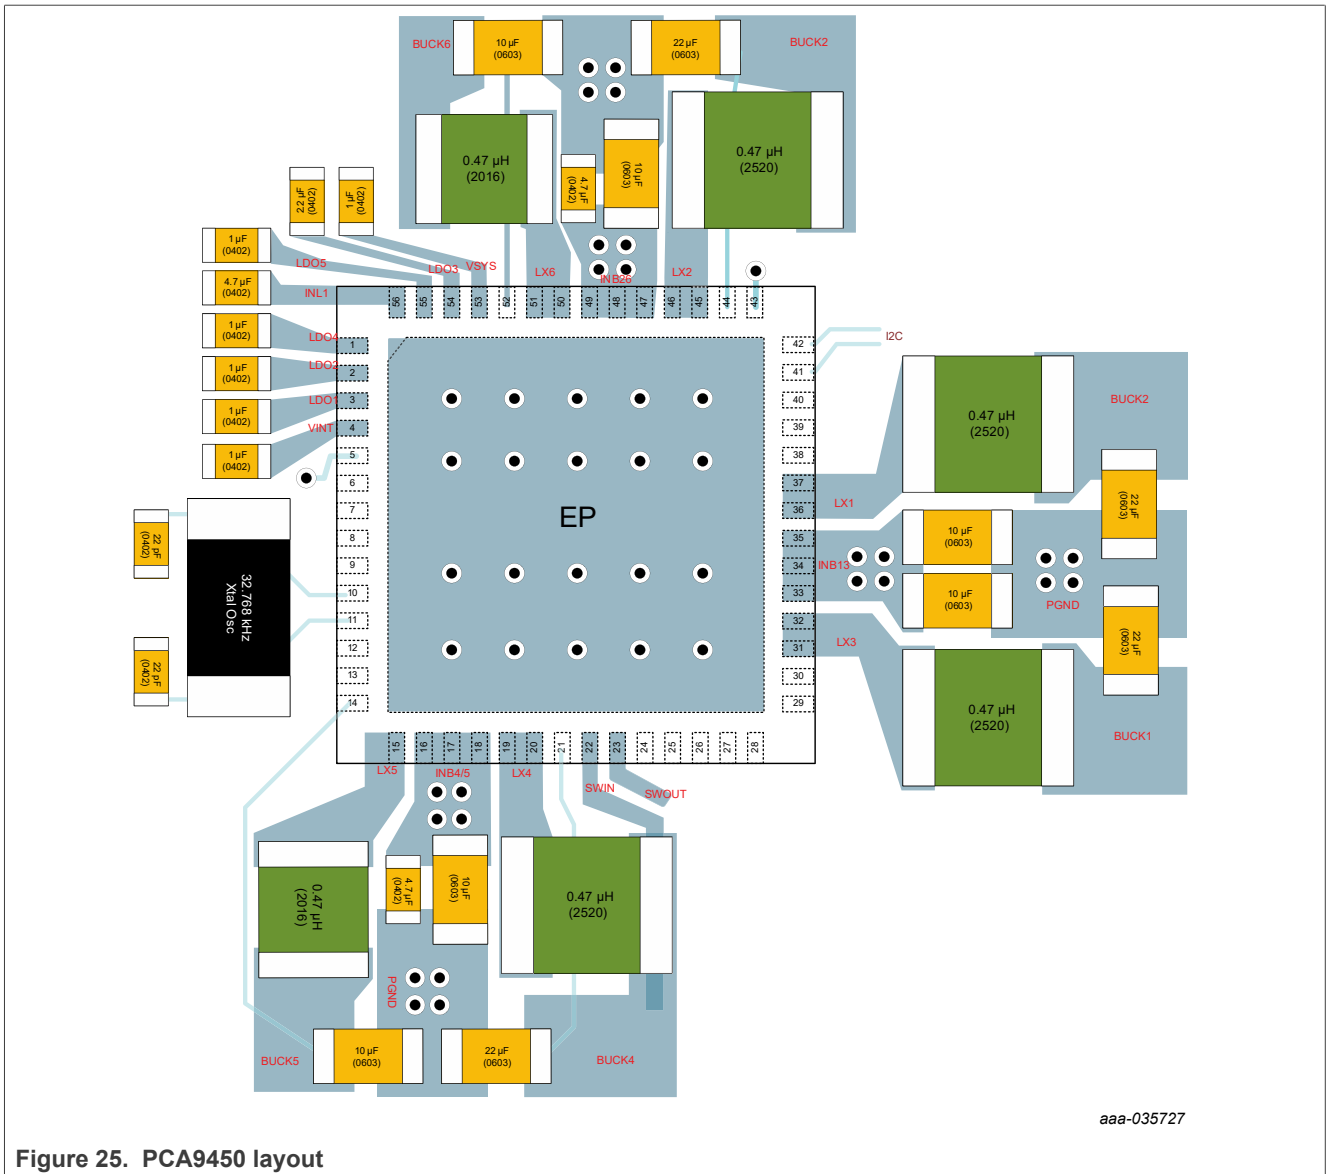 BUCK6
10 µF
(0603)
22 µF
(0603)
BUCK2
0.47 µH
(2016)
4.7 µF
(0402)
10 µF
(0603)
0.47 µH
(2520)
2.2 µF
(0402)
1 µF
(0402)
1 µF
(0402)
LDO5
LDO3
VSYS
LX6
INB26
LX2
4.7 µF
(0402)
INL1
56
55
54
53
52
51
50
49
48
47
46
45
44
43
1 µF
(0402)
LDO4
1 µF
(0402)
LDO2
1 µF
(0402)
LDO1
1 µF
(0402)
VINT
1
2
3
4
5
6
7
8
9
10
11
12
13
14
EP
42
41
40
39
38
37
36
35
34
33
32
31
30
29
I2C
0.47 µH
(2520)
BUCK2
LX1
22 µF
(0603)
10 µF
(0603)
INB13
10 µF
(0603)
PGND
22 µF
(0603)
LX3
0.47 µH
(2520)
BUCK1
22 pF
(0402)
32.768 kHz
Xtal Osc
22 pF
(0402)
15
16
17
18
19
20
21
22
23
24
25
26
27
28
LX5
INB4/5
LX4
SWIN
SWOUT
0.47 µH
(2016)
4.7 µF
(0402)
10 µF
(0603)
0.47 µH
(2520)
PGND
BUCK5
10 µF
(0603)
22 µF
(0603)
BUCK4
aaa-035727
Figure 25. PCA9450 layout